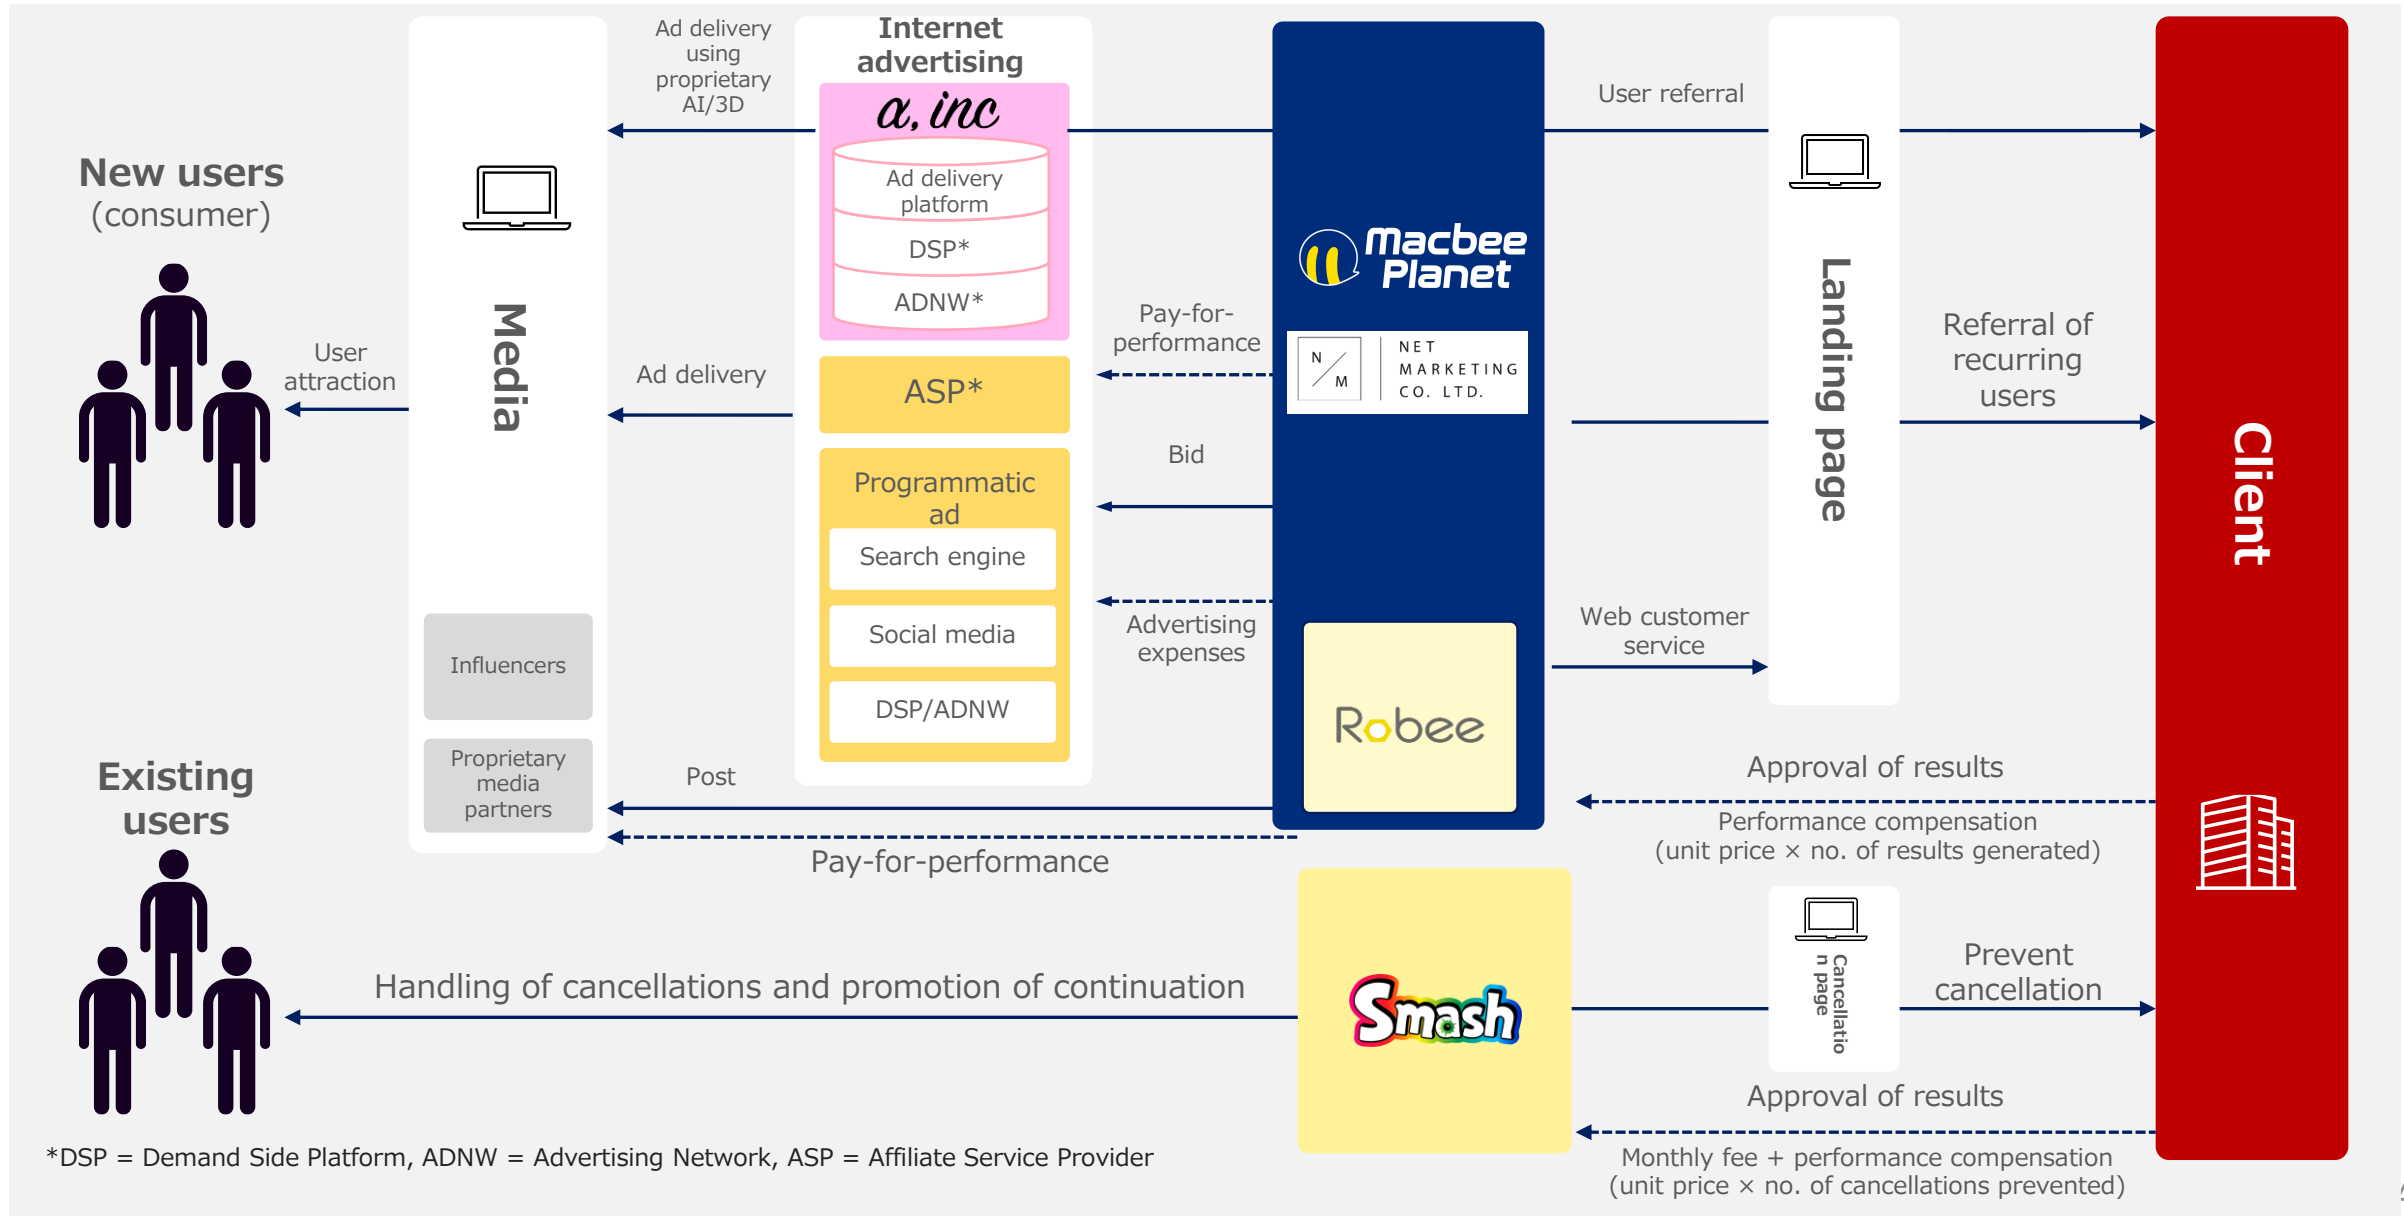 New users
(consumer)
User
attraction
Existing
users
Media
Influencers
Proprietary
media
partners
Ad delivery
using
proprietary
AI/3D
Ad delivery
Post
Pay-for-performance
Handling of cancellations and promotion of continuation
Internet
advertising
α, inc
Ad delivery
platform
DSP*
ADNW*
ASP*
Programmatic
ad
Search engine
Social media
DSP/ADNW
Pay-for-
performance
Bid
Advertising
expenses
macbee
Planet
N/M
NET
MARKETING
CO. LTD.
Robee
Smash
User referral
Landing page
Referral of
recurring
users
Web customer
service
Approval of results
Performance compensation
(unit price × no. of results generated)
Cancellatio
n page
Prevent
cancellation
Approval of results
Monthly fee + performance compensation
(unit price × no. of cancellations prevented)
Client
*DSP = Demand Side Platform, ADNW = Advertising Network, ASP = Affiliate Service Provider